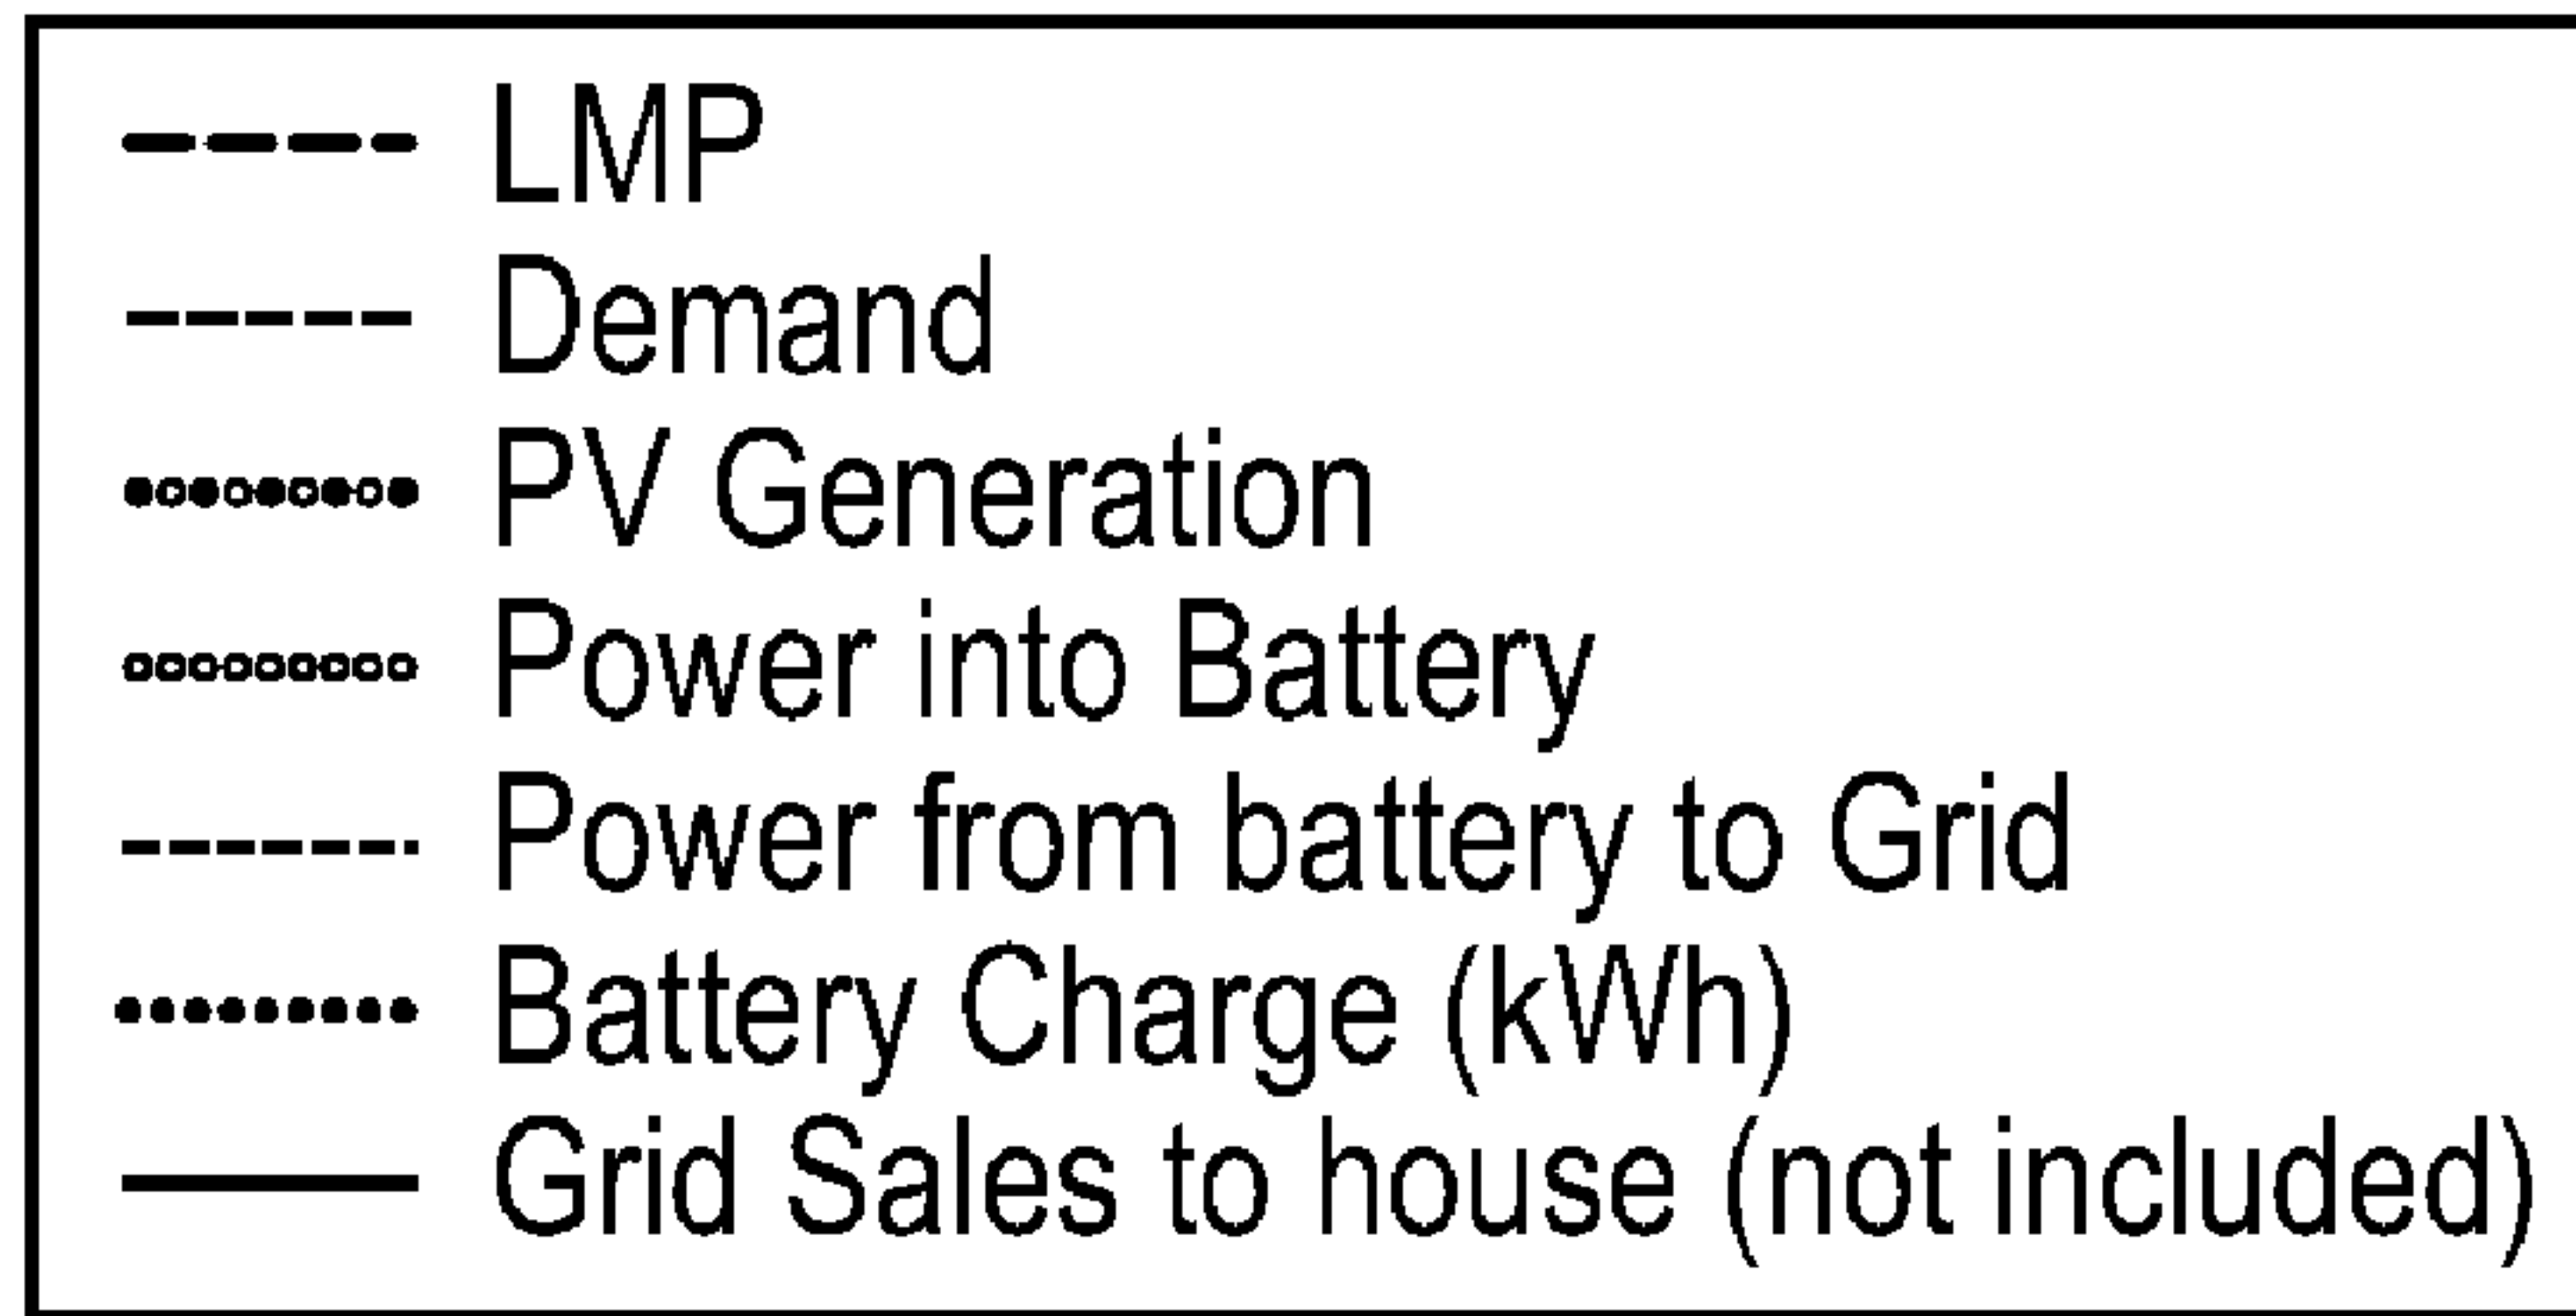 LMP
Demand
PV Generation
Power into Battery
Power from battery to Grid
Battery Charge (kWh)
Grid Sales to house (not included)